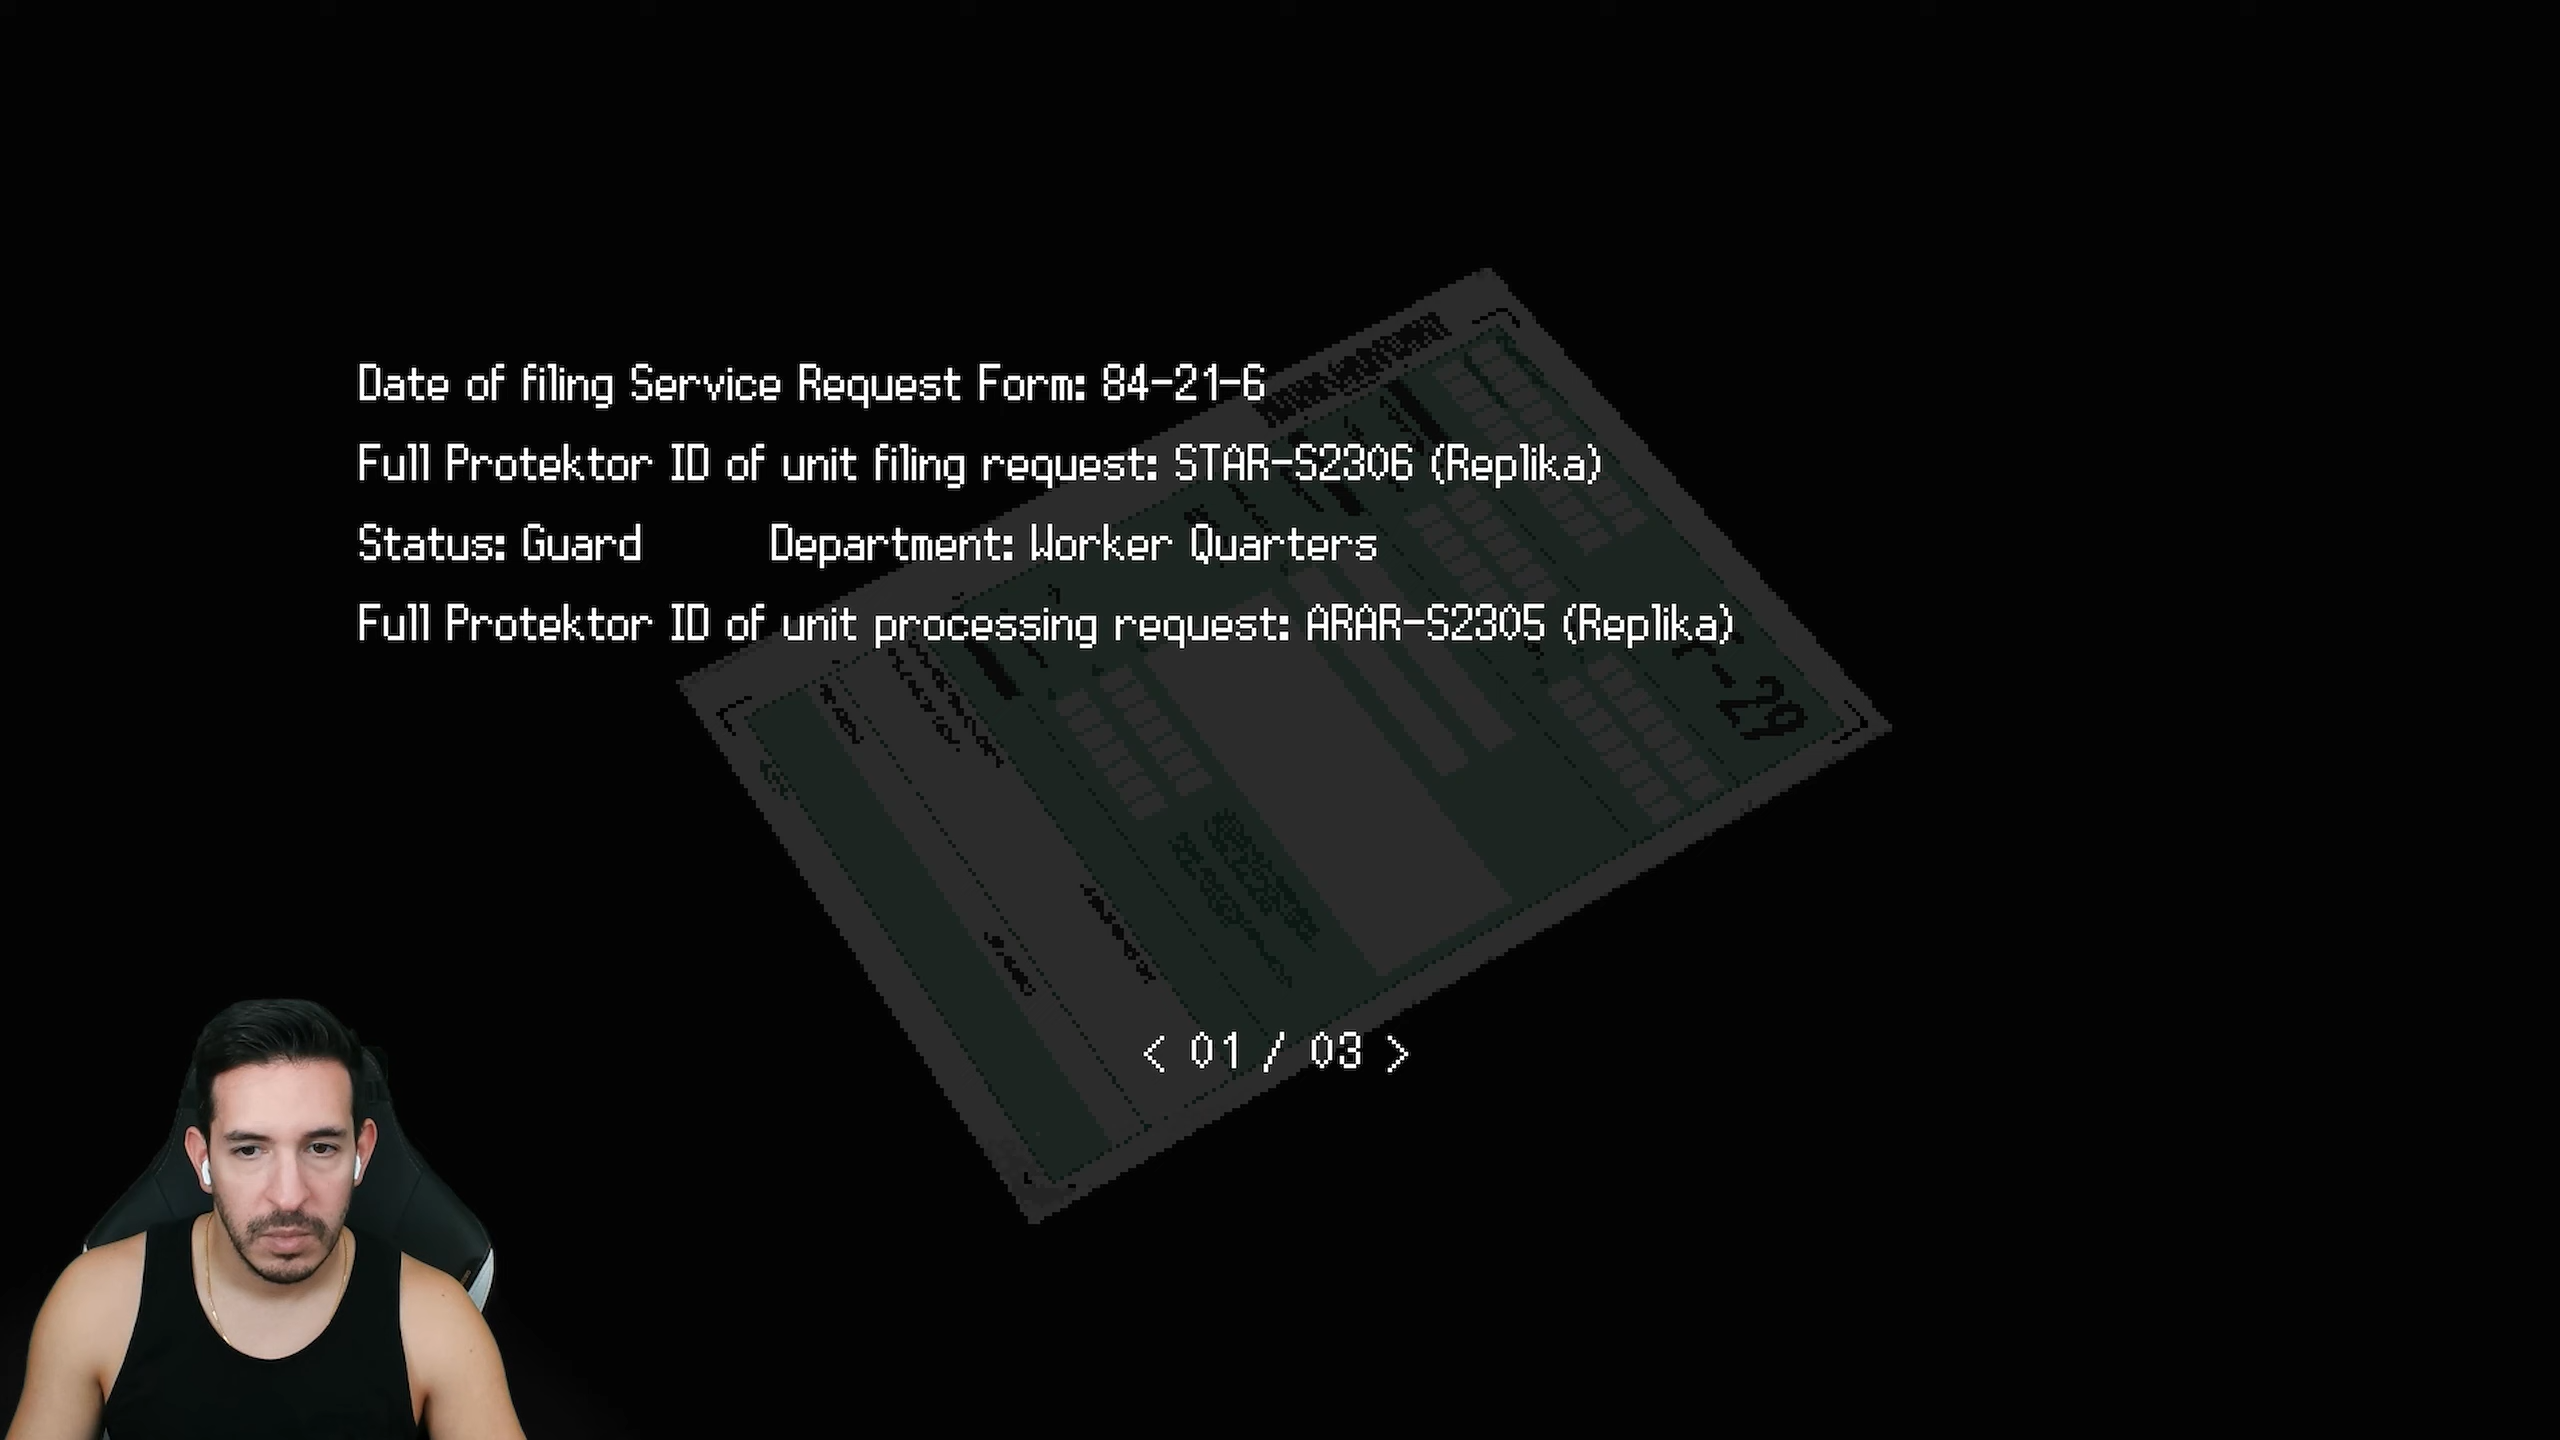 Date of filing Service Request Form: 84-21-6
Full Protektor ID of unit filing request: STAR-S2306 (Replika)
Status: Guard Department: Worker Quarters
Full Protektor ID of unit processing request: ARAR-S2305 (Replika)
-29
< 01 / 03 >